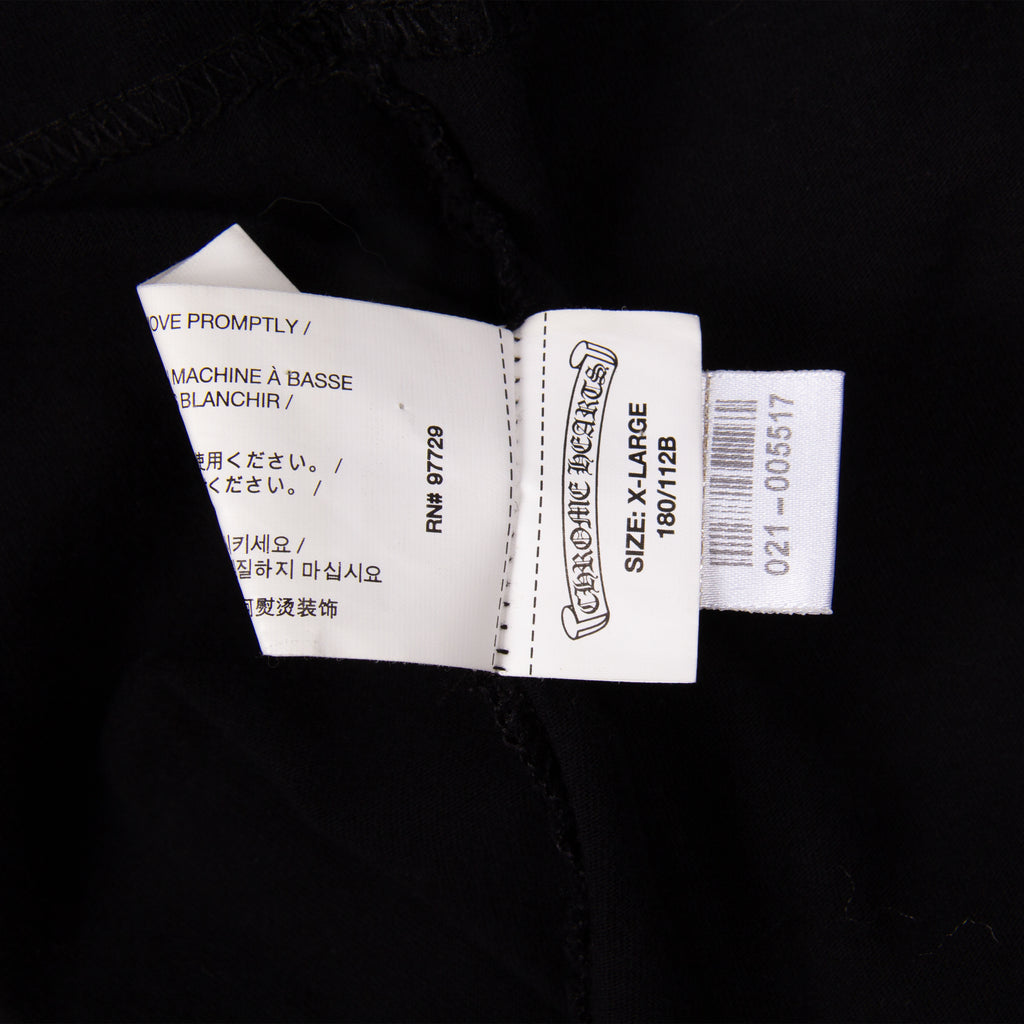 OVE PROMPTLY /
MACHINE À BASSE
BLANCHIR /
使用ください。 /
ください。 /
키세요 /
질하지 마십시요
何熨烫装饰
RN# 97729
CHROME HEARTS
SIZE: X-LARGE
180/112B
021-005517